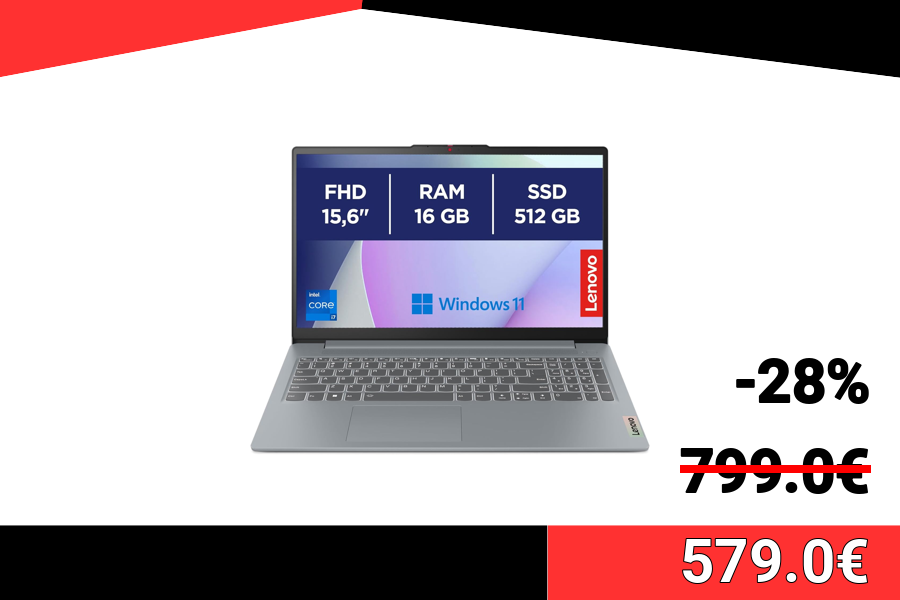 FHD
15,6"
RAM
16 GB
SSD
512 GB
Lenovo
intel
CORE
i7
Windows 11
Lenovo
-28%
799.0€
579.0€